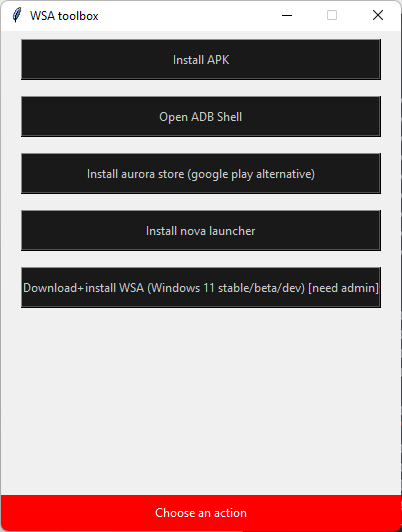 WSA toolbox
Install APK
Open ADB Shell
Install aurora store (google play alternative)
Install nova launcher
Download+install WSA (Windows 11 stable/beta/dev) [need admin]
Choose an action